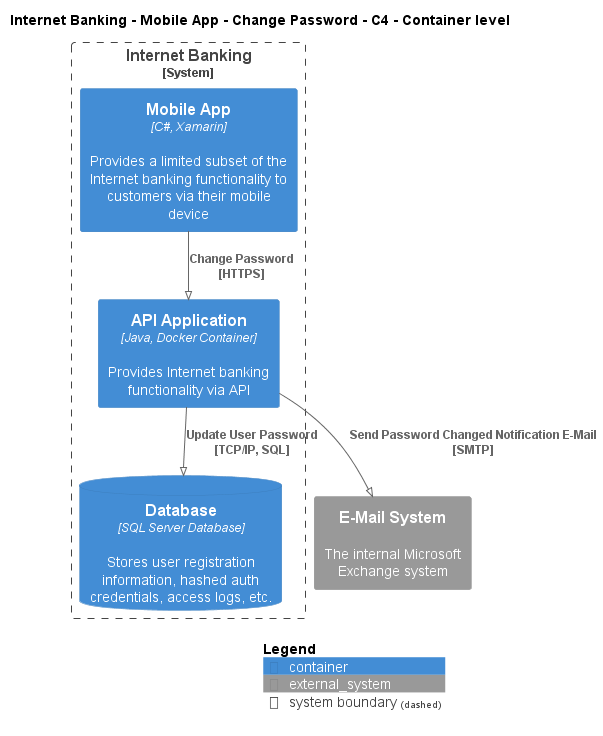 Internet Banking - Mobile App - Change Password - C4 - Container level
Internet Banking
[System]
Mobile App
[C#, Xamarin]
Provides a limited subset of the
Internet banking functionality to
customers via their mobile
device
Change Password
[HTTPS]
API Application
[Java, Docker Container]
Provides Internet banking
functionality via API
Update User Password
[TCP/IP, SQL]
Send Password Changed Notification E-Mail
[SMTP]
Database
[SQL Server Database]
Stores user registration
information, hashed auth
credentials, access logs, etc.
E-Mail System
The internal Microsoft
Exchange system
Legend
container
external_system
system boundary (dashed)